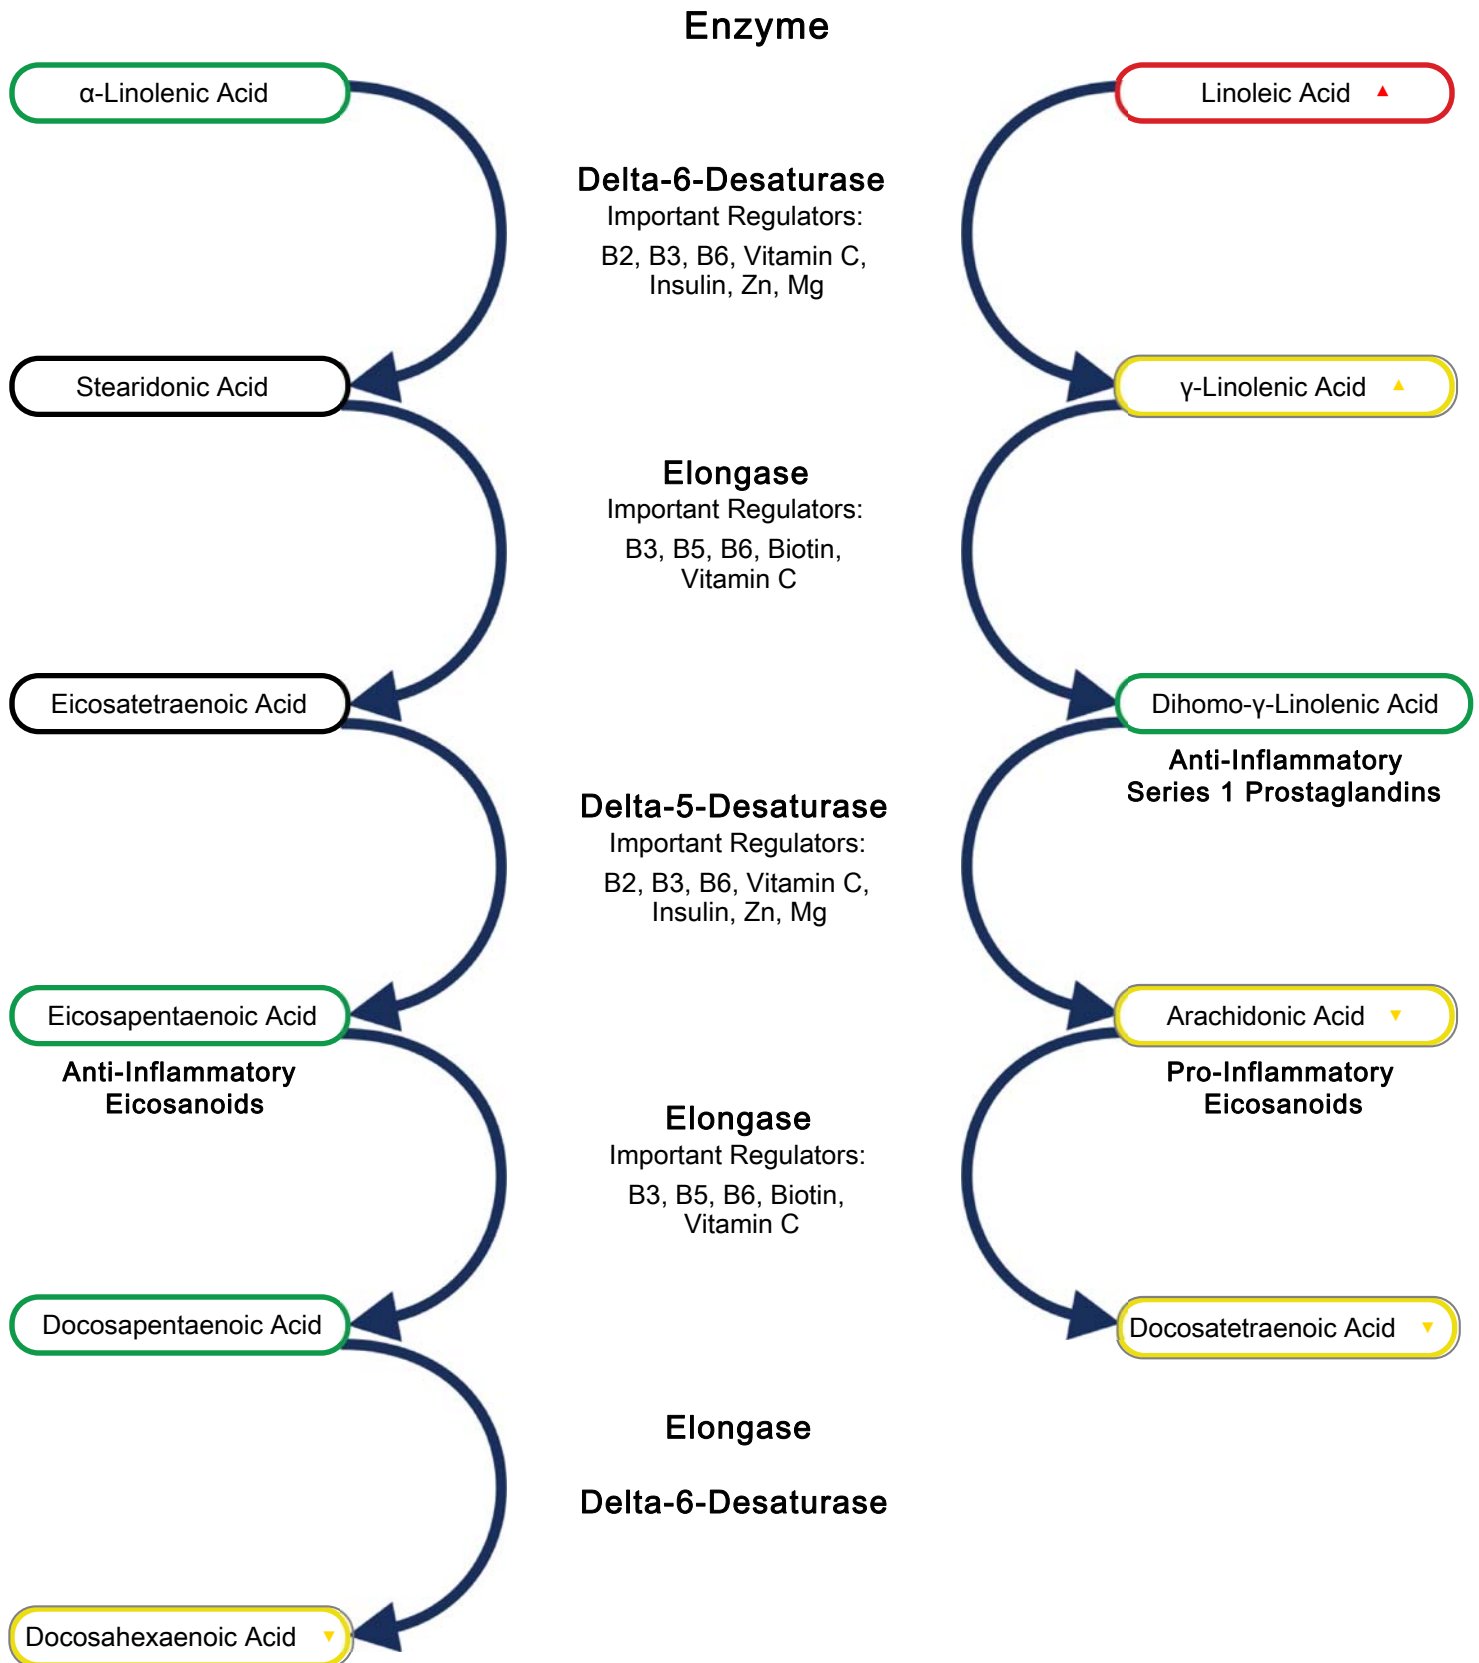 Enzyme
α-Linolenic Acid
Linoleic Acid ▲
Delta-6-Desaturase
Important Regulators:
B2, B3, B6, Vitamin C,
Insulin, Zn, Mg
Stearidonic Acid
γ-Linolenic Acid ▲
Elongase
Important Regulators:
B3, B5, B6, Biotin,
Vitamin C
Eicosatetraenoic Acid
Dihomo-γ-Linolenic Acid
Anti-Inflammatory
Series 1 Prostaglandins
Delta-5-Desaturase
Important Regulators:
B2, B3, B6, Vitamin C,
Insulin, Zn, Mg
Eicosapentaenoic Acid
Anti-Inflammatory
Eicosanoids
Arachidonic Acid ▼
Pro-Inflammatory
Eicosanoids
Elongase
Important Regulators:
B3, B5, B6, Biotin,
Vitamin C
Docosapentaenoic Acid
Docosatetraenoic Acid ▼
Elongase
Delta-6-Desaturase
Docosahexaenoic Acid ▼